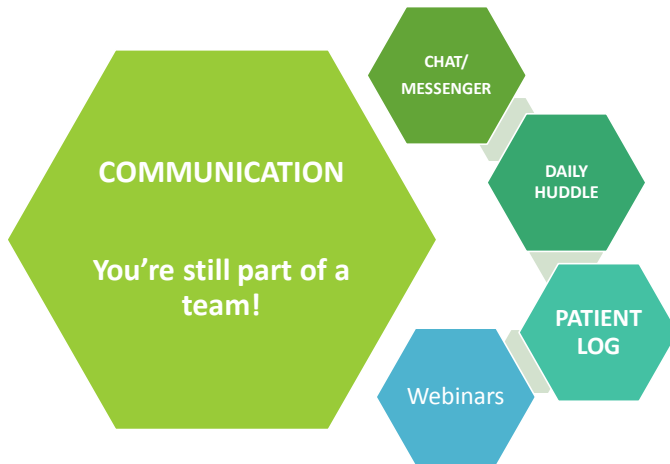 COMMUNICATION
You’re still part of a
team!
CHAT/
MESSENGER
DAILY
HUDDLE
PATIENT
LOG
Webinars